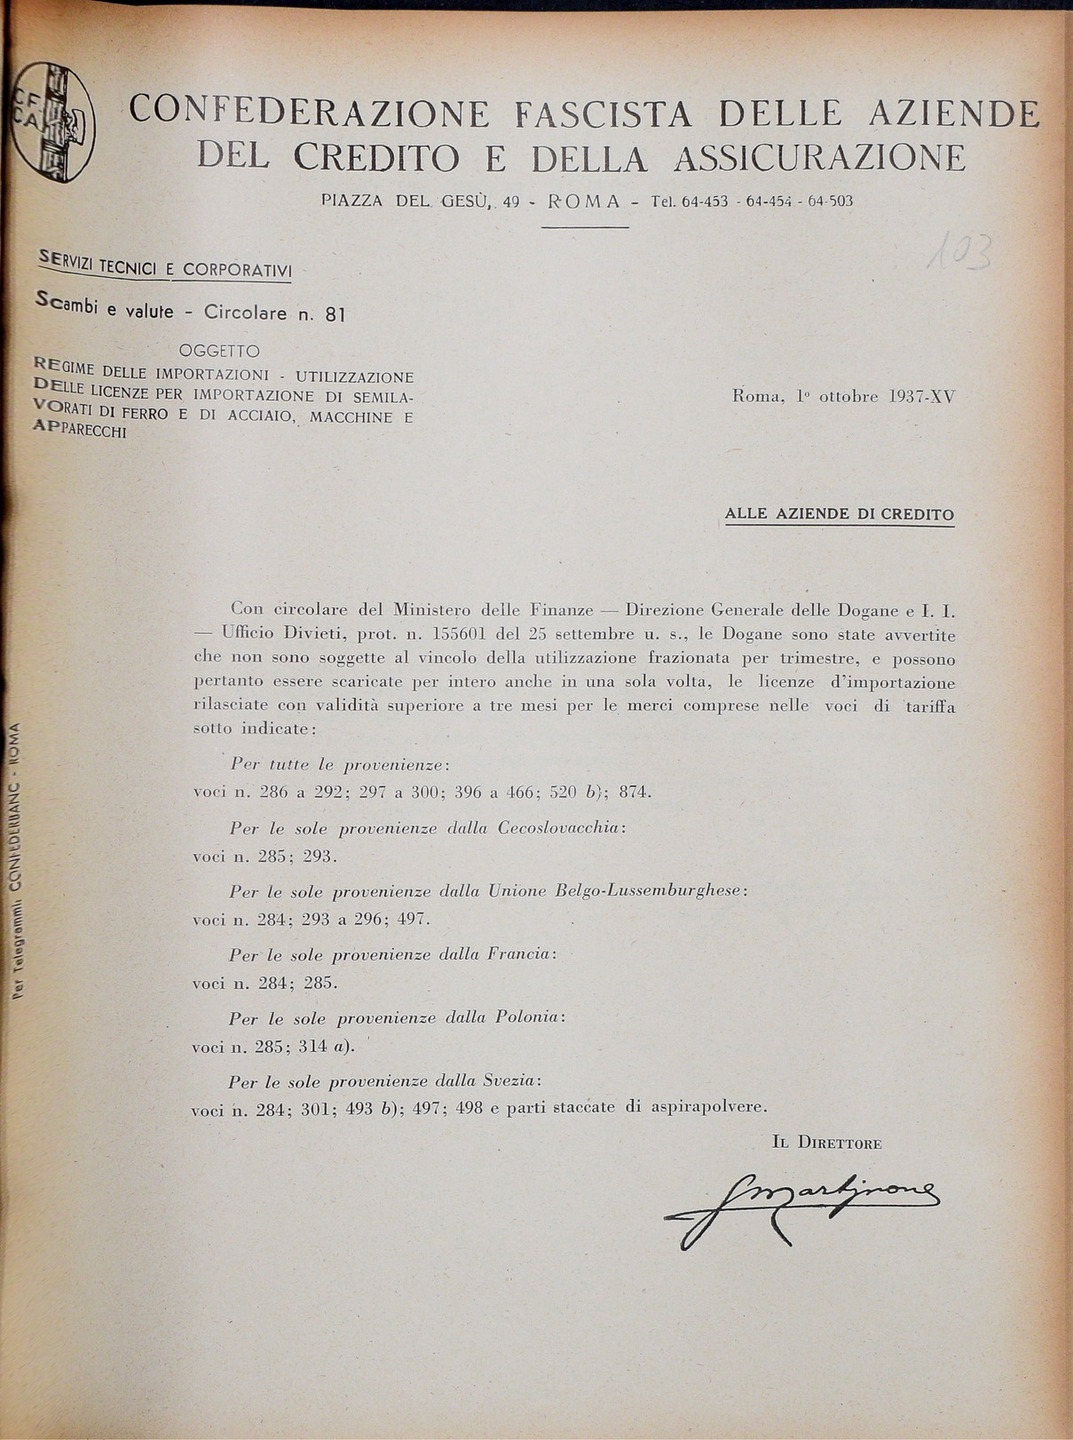 CF
CA
CONFEDERAZIONE FASCISTA DELLE AZIENDE
DEL CREDITO E DELLA ASSICURAZIONE
PIAZZA DEL GESÙ, 49 - ROMA - Tel. 64-453 - 64-454 - 64-503
103
SERVIZI TECNICI E CORPORATIVI
Scambi e valute - Circolare n. 81
OGGETTO
REGIME DELLE IMPORTAZIONI - UTILIZZAZIONE
DELLE LICENZE PER IMPORTAZIONE DI SEMILA-
VORATI DI FERRO E DI ACCIAIO, MACCHINE E
APPARECCHI
Roma, 1º ottobre 1937-XV
ALLE AZIENDE DI CREDITO
Con circolare del Ministero delle Finanze — Direzione Generale delle Dogane e I. I.
— Ufficio Divieti, prot. n. 155601 del 25 settembre u. s., le Dogane sono state avvertite
che non sono soggette al vincolo della utilizzazione frazionata per trimestre, e possono
pertanto essere scaricate per intero anche in una sola volta, le licenze d'importazione
rilasciate con validità superiore a tre mesi per le merci comprese nelle voci di tariffa
sotto indicate:
Per tutte le provenienze:
voci n. 286 a 292; 297 a 300; 396 a 466; 520 b); 874.
Per le sole provenienze dalla Cecoslovacchia:
voci n. 285; 293.
Per le sole provenienze dalla Unione Belgo-Lussemburghese:
voci n. 284; 293 a 296; 497.
Per le sole provenienze dalla Francia:
voci n. 284; 285.
Per le sole provenienze dalla Polonia:
voci n. 285; 314 a).
Per le sole provenienze dalla Svezia:
voci n. 284; 301; 493 b); 497; 498 e parti staccate di aspirapolvere.
IL DIRETTORE
Per Telegrammi: CONFEDERBANC - ROMA